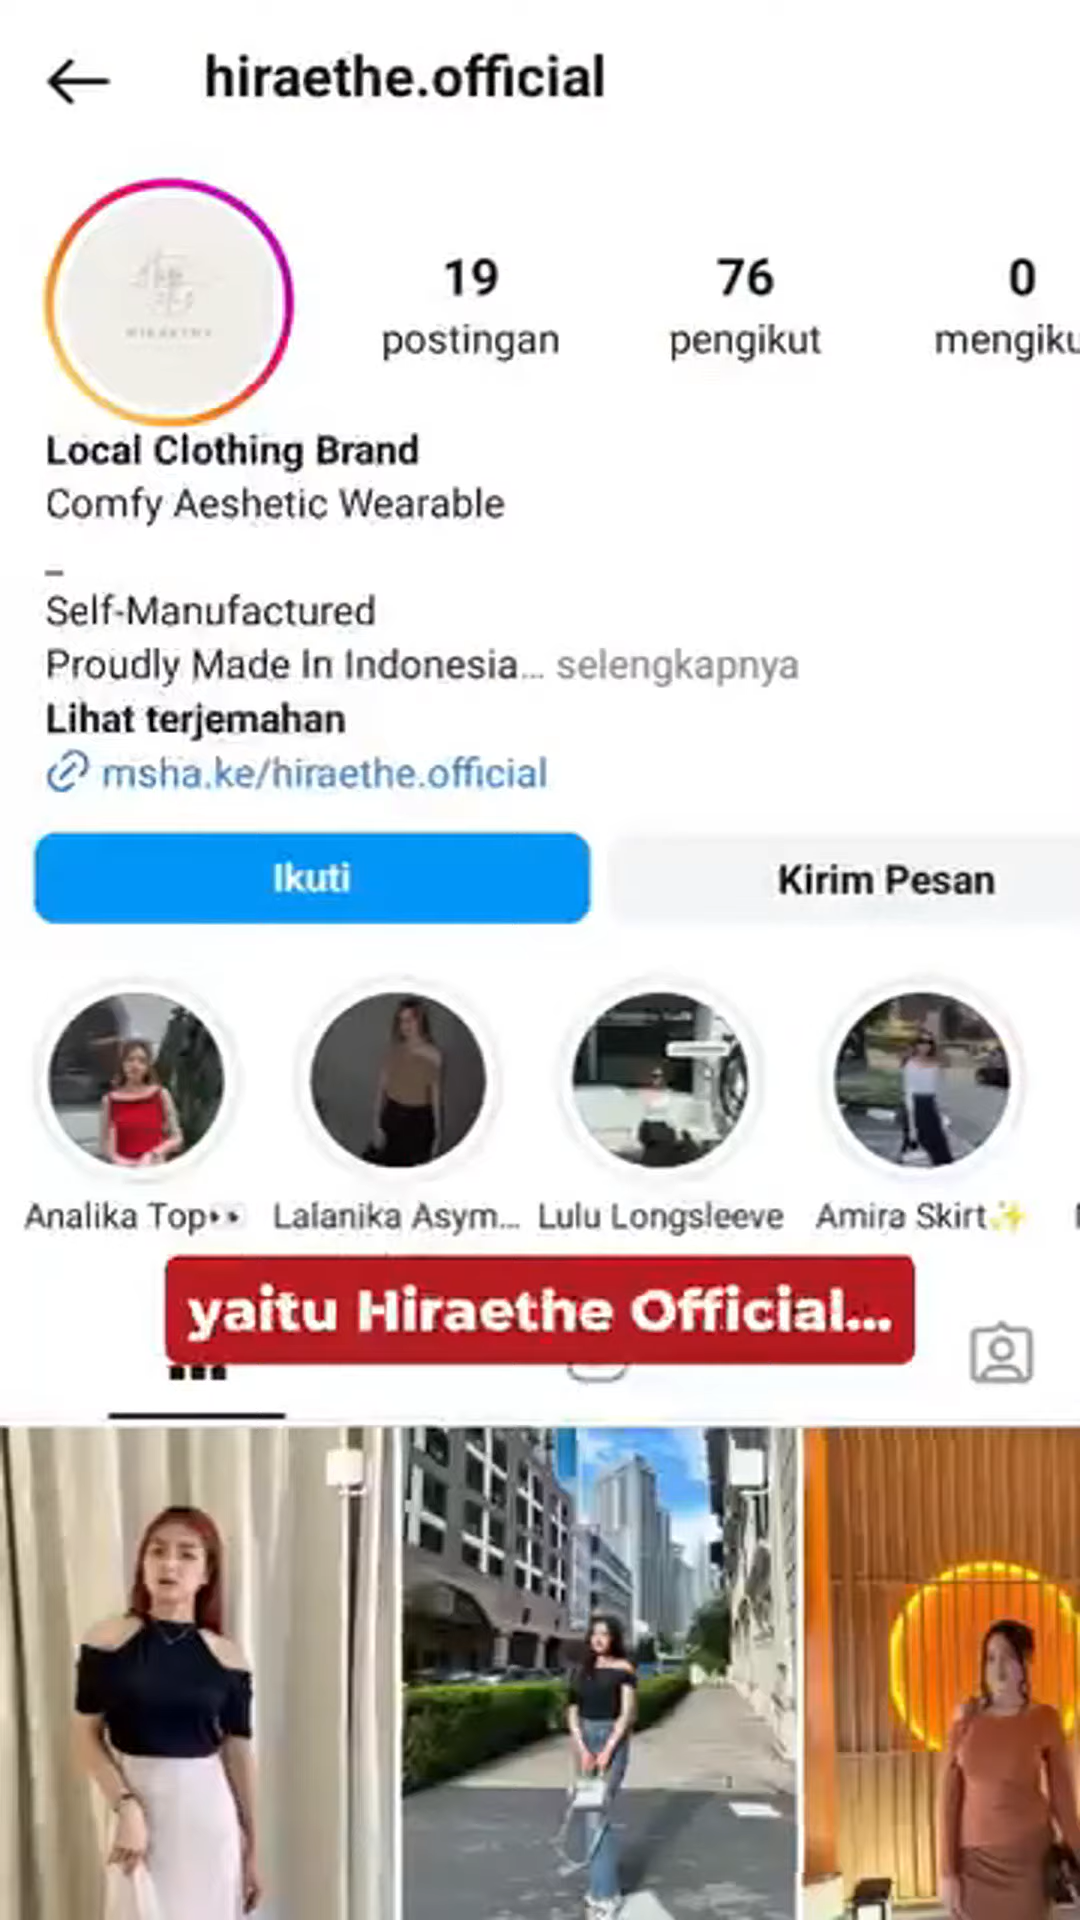 hiraethe.official
19
76
0
postingan
pengikut
mengiku
HIRAETHE
Local Clothing Brand
Comfy Aeshetic Wearable
_
Self-Manufactured
Proudly Made In Indonesia... selengkapnya
Lihat terjemahan
msha.ke/hiraethe.official
Ikuti
Kirim Pesan
Analika Top👀
Lalanika Asym...
Lulu Longsleeve
Amira Skirt✨
yaitu Hiraethe Official...